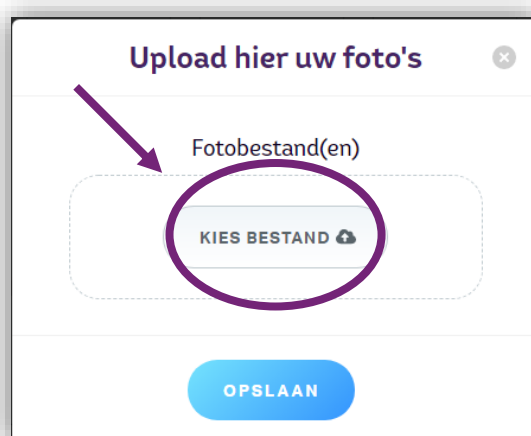 Upload hier uw foto's
Fotobestand(en)
KIES BESTAND
OPSLAAN